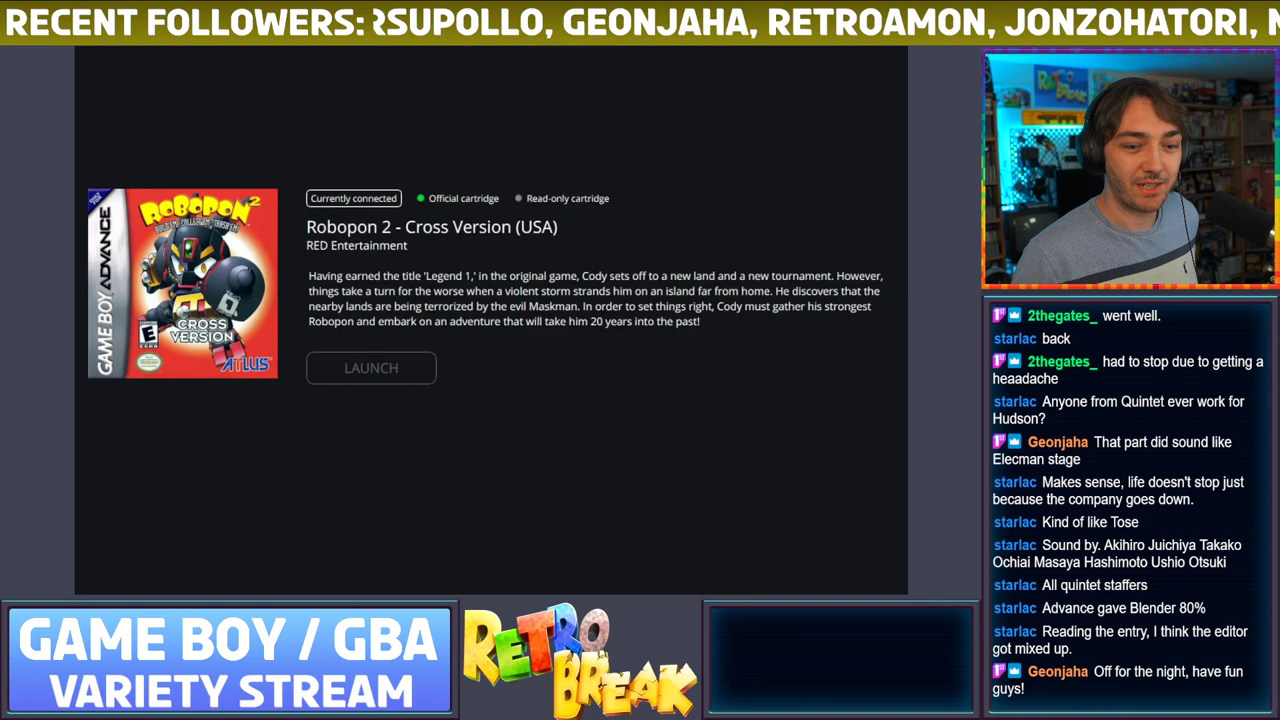 RECENT FOLLOWERS: RSUPOLLO, GEONJAHA, RETROAMON, JONZOHATORI,
GAME BOY ADVANCE
ROBOPON 2
CROSS
VERSION
E
ATLUS
Currently connected
Official cartridge
Read-only cartridge
Robopon 2 - Cross Version (USA)
RED Entertainment
Having earned the title 'Legend 1,' in the original game, Cody sets off to a new land and a new tournament. However,
things take a turn for the worse when a violent storm strands him on an island far from home. He discovers that the
nearby lands are being terrorized by the evil Maskman. In order to set things right, Cody must gather his strongest
Robopon and embark on an adventure that will take him 20 years into the past!
LAUNCH
RETRO
BREAK
2thegates_ went well.
starlac back
2thegates_ had to stop due to getting a
heaadache
starlac Anyone from Quintet ever work for
Hudson?
Geonjaha That part did sound like
Elecman stage
starlac Makes sense, life doesn't stop just
because the company goes down.
starlac Kind of like Tose
starlac Sound by. Akihiro Juichiya Takako
Ochiai Masaya Hashimoto Ushio Otsuki
starlac All quintet staffers
starlac Advance gave Blender 80%
starlac Reading the entry, I think the editor
got mixed up.
Geonjaha Off for the night, have fun
guys!
GAME BOY / GBA
VARIETY STREAM
RETRO
BREAK